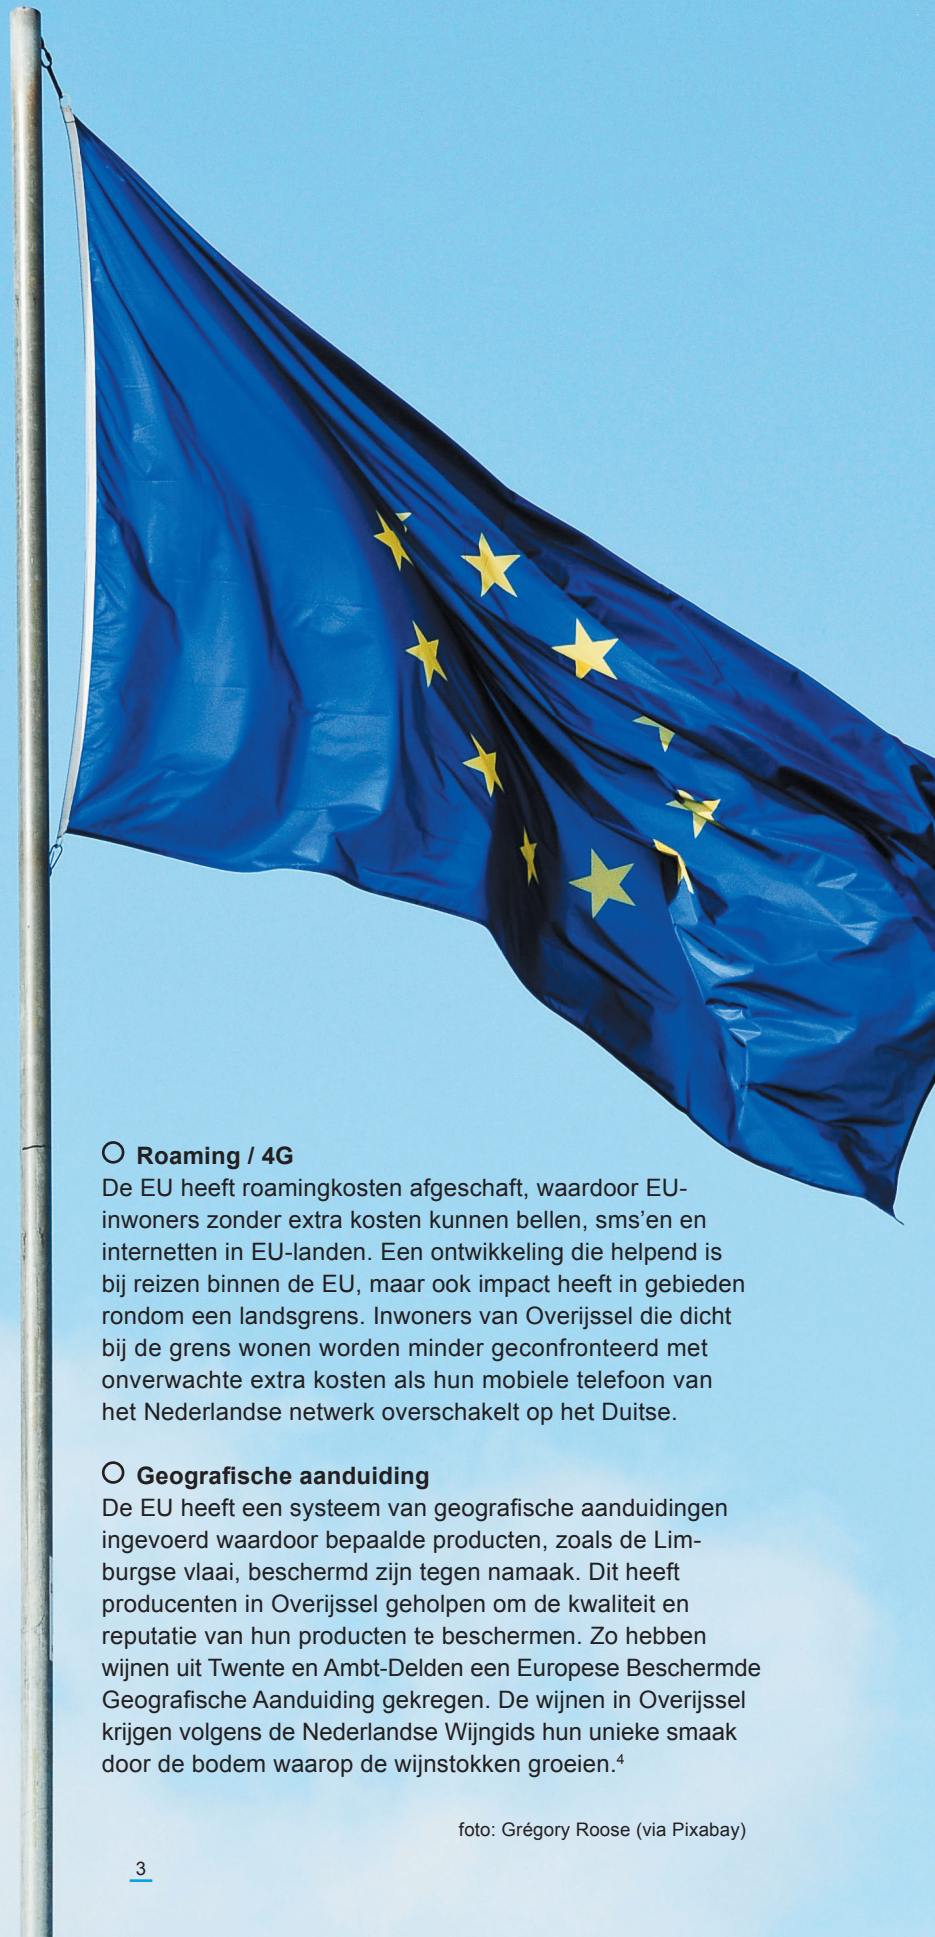 Roaming / 4G
De EU heeft roamingkosten afgeschaft, waardoor EU-
inwoners zonder extra kosten kunnen bellen, sms'en en
internetten in EU-landen. Een ontwikkeling die helpend is
bij reizen binnen de EU, maar ook impact heeft in gebieden
rondom een landsgrens. Inwoners van Overijssel die dicht
bij de grens wonen worden minder geconfronteerd met
onverwachte extra kosten als hun mobiele telefoon van
het Nederlandse netwerk overschakelt op het Duitse.
Geografische aanduiding
De EU heeft een systeem van geografische aanduidingen
ingevoerd waardoor bepaalde producten, zoals de Lim-
burgse vlaai, beschermd zijn tegen namaak. Dit heeft
producenten in Overijssel geholpen om de kwaliteit en
reputatie van hun producten te beschermen. Zo hebben
wijnen uit Twente en Ambt-Delden een Europese Beschermde
Geografische Aanduiding gekregen. De wijnen in Overijssel
krijgen volgens de Nederlandse Wijngids hun unieke smaak
door de bodem waarop de wijnstokken groeien.⁴
foto: Grégory Roose (via Pixabay)
3